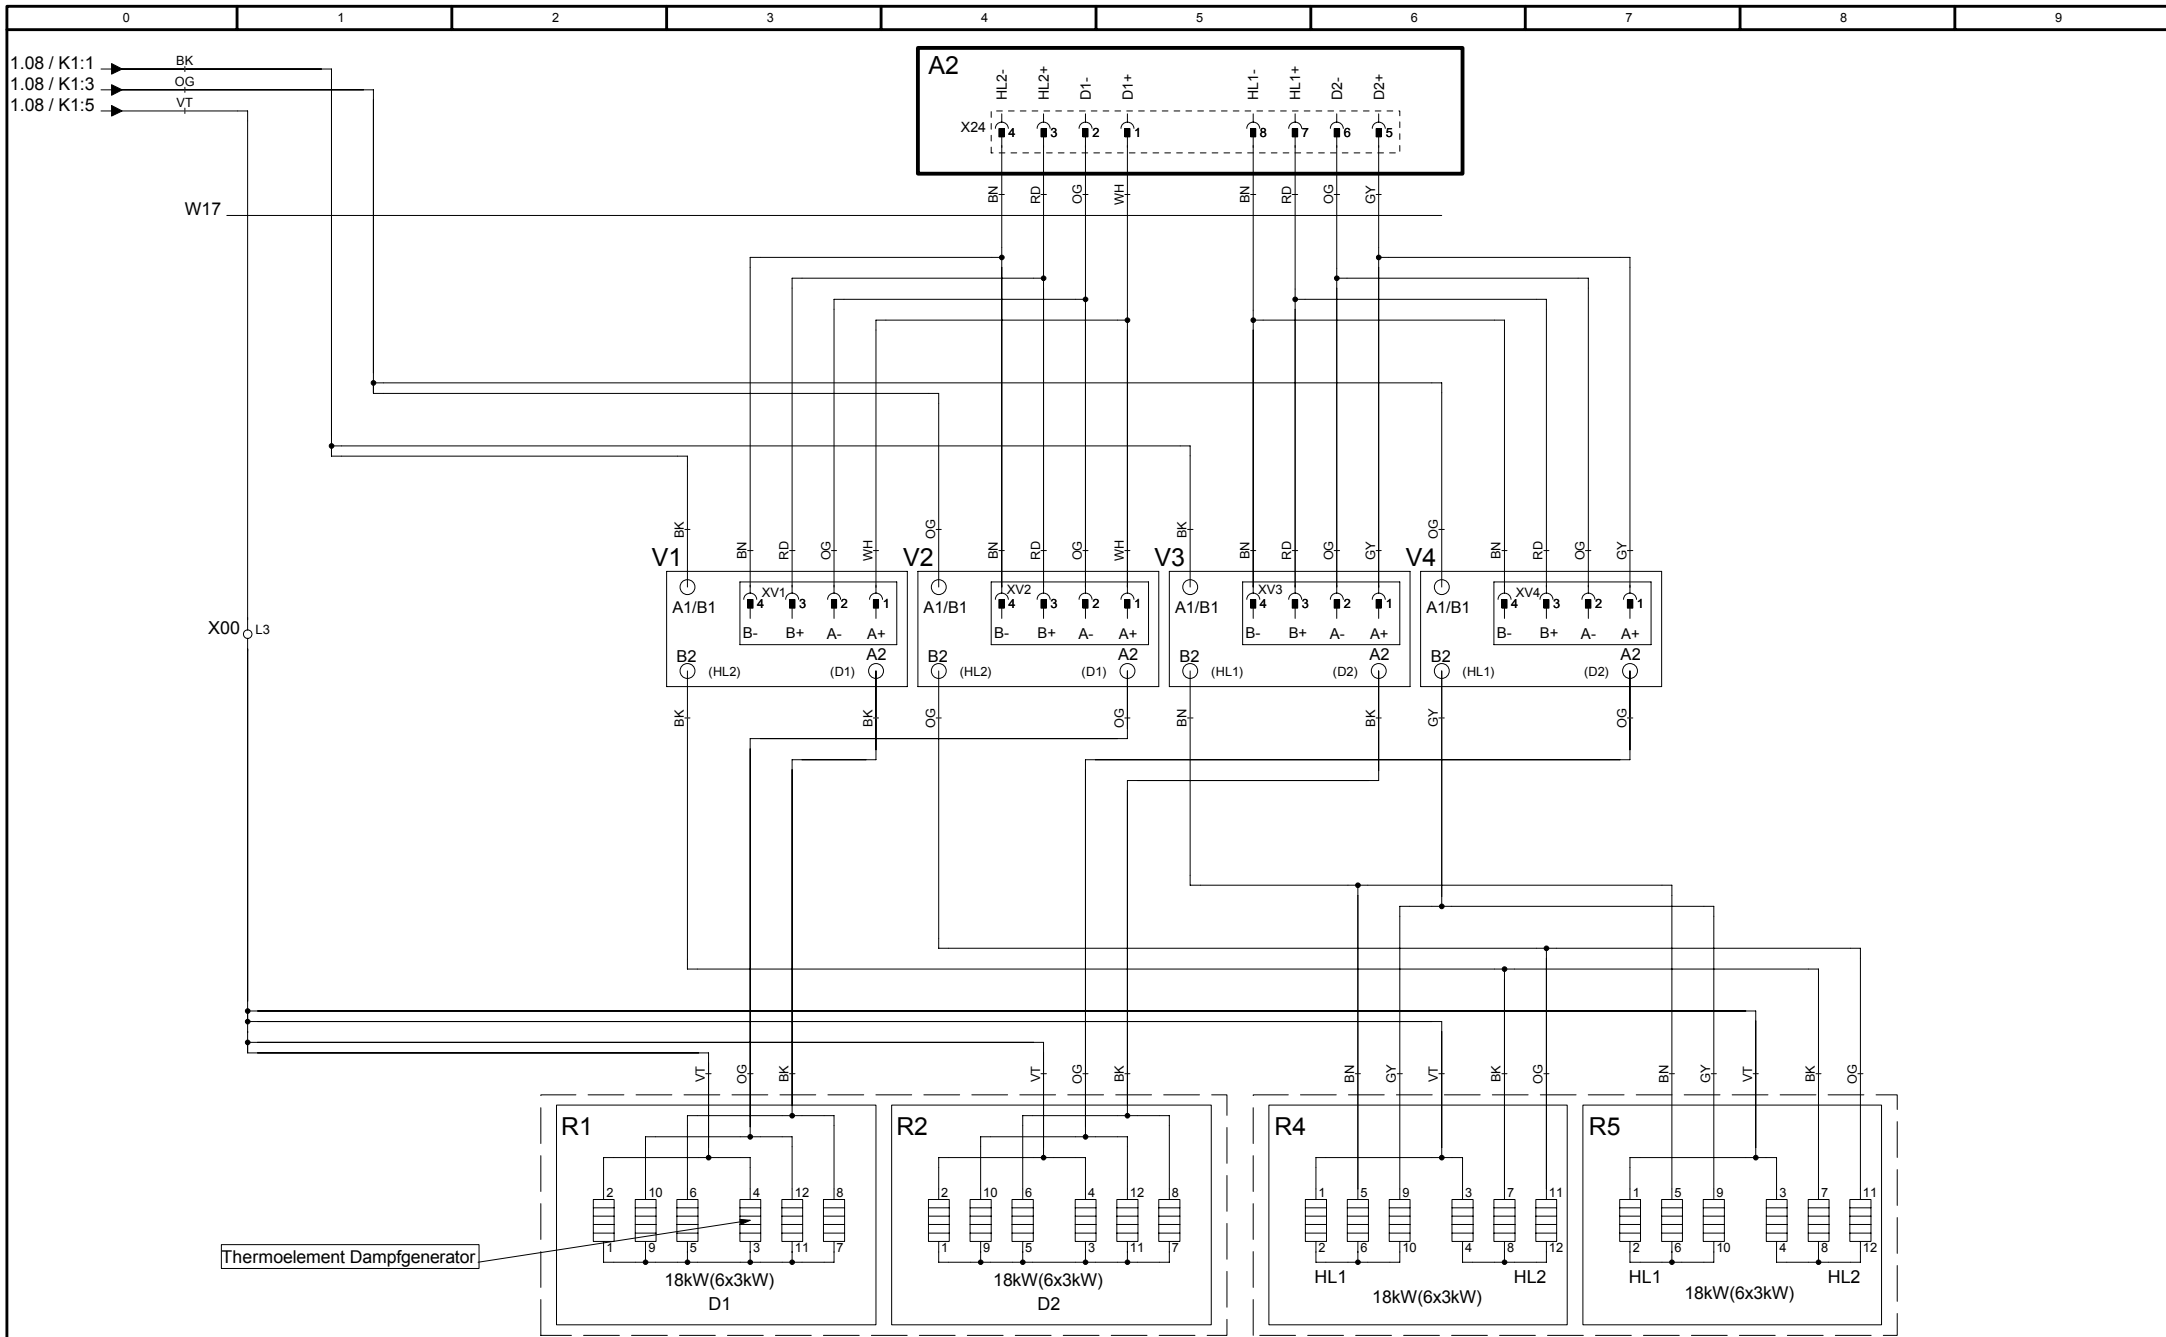 0 1 2 3 4 5 6 7 8 9
A2
1.08 / K1:1 BK
1.08 / K1:3 OG
1.08 / K1:5 VT
HL2- HL2+ D1- D1+ HL1- HL1+ D2- D2+
X24 4 3 2 1 8 7 6 5
BN RD OG WH BN RD OG GY
W17
BK BN RD OG WH OG BN RD OG WH BK BN RD OG GY OG BN RD OG GY
V1 V2 V3 V4
XV1 XV2 XV3 XV4
4 3 2 1 4 3 2 1 4 3 2 1 4 3 2 1
A1/B1 A1/B1 A1/B1 A1/B1
X00 L3
B- B+ A- A+ B- B+ A- A+ B- B+ A- A+ B- B+ A- A+
B2 (HL2) (D1) A2 B2 (HL2) (D1) A2 B2 (HL1) (D2) A2 B2 (HL1) (D2) A2
BK BK OG OG BN BK GY OG
VT OG BK VT OG BK BN GY VT BK OG BN GY VT BK OG
R1 R2 R4 R5
2 10 6 4 12 8 2 10 6 4 12 8 1 5 9 3 7 11 1 5 9 3 7 11
1 9 5 3 11 7 1 9 5 3 11 7 2 6 10 4 8 12 2 6 10 4 8 12
Thermoelement Dampfgenerator
HL1 HL2 HL1 HL2
18kW(6x3kW) 18kW(6x3kW) 18kW(6x3kW) 18kW(6x3kW)
D1 D2